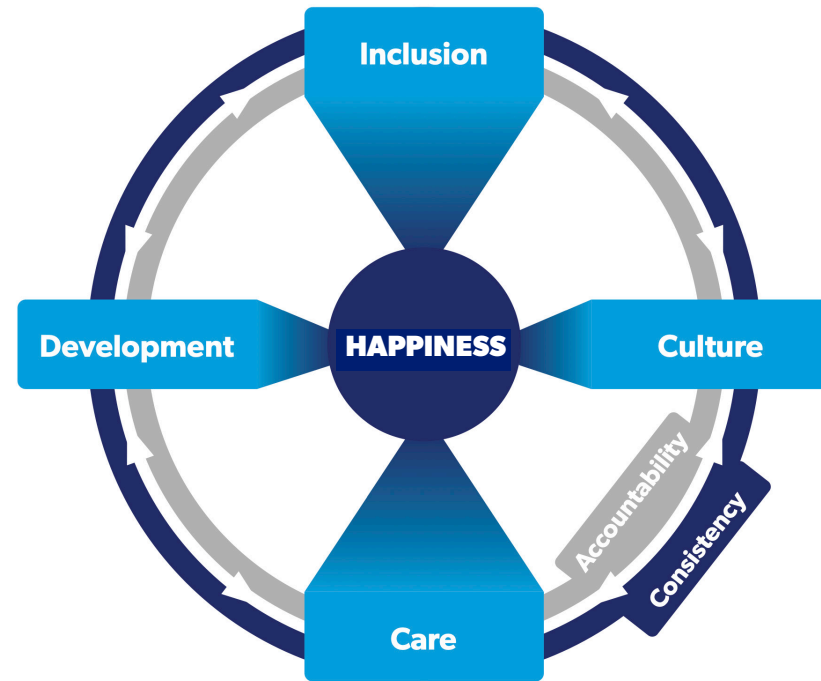 Inclusion
Development
HAPPINESS
Culture
Accountability
Consistency
Care